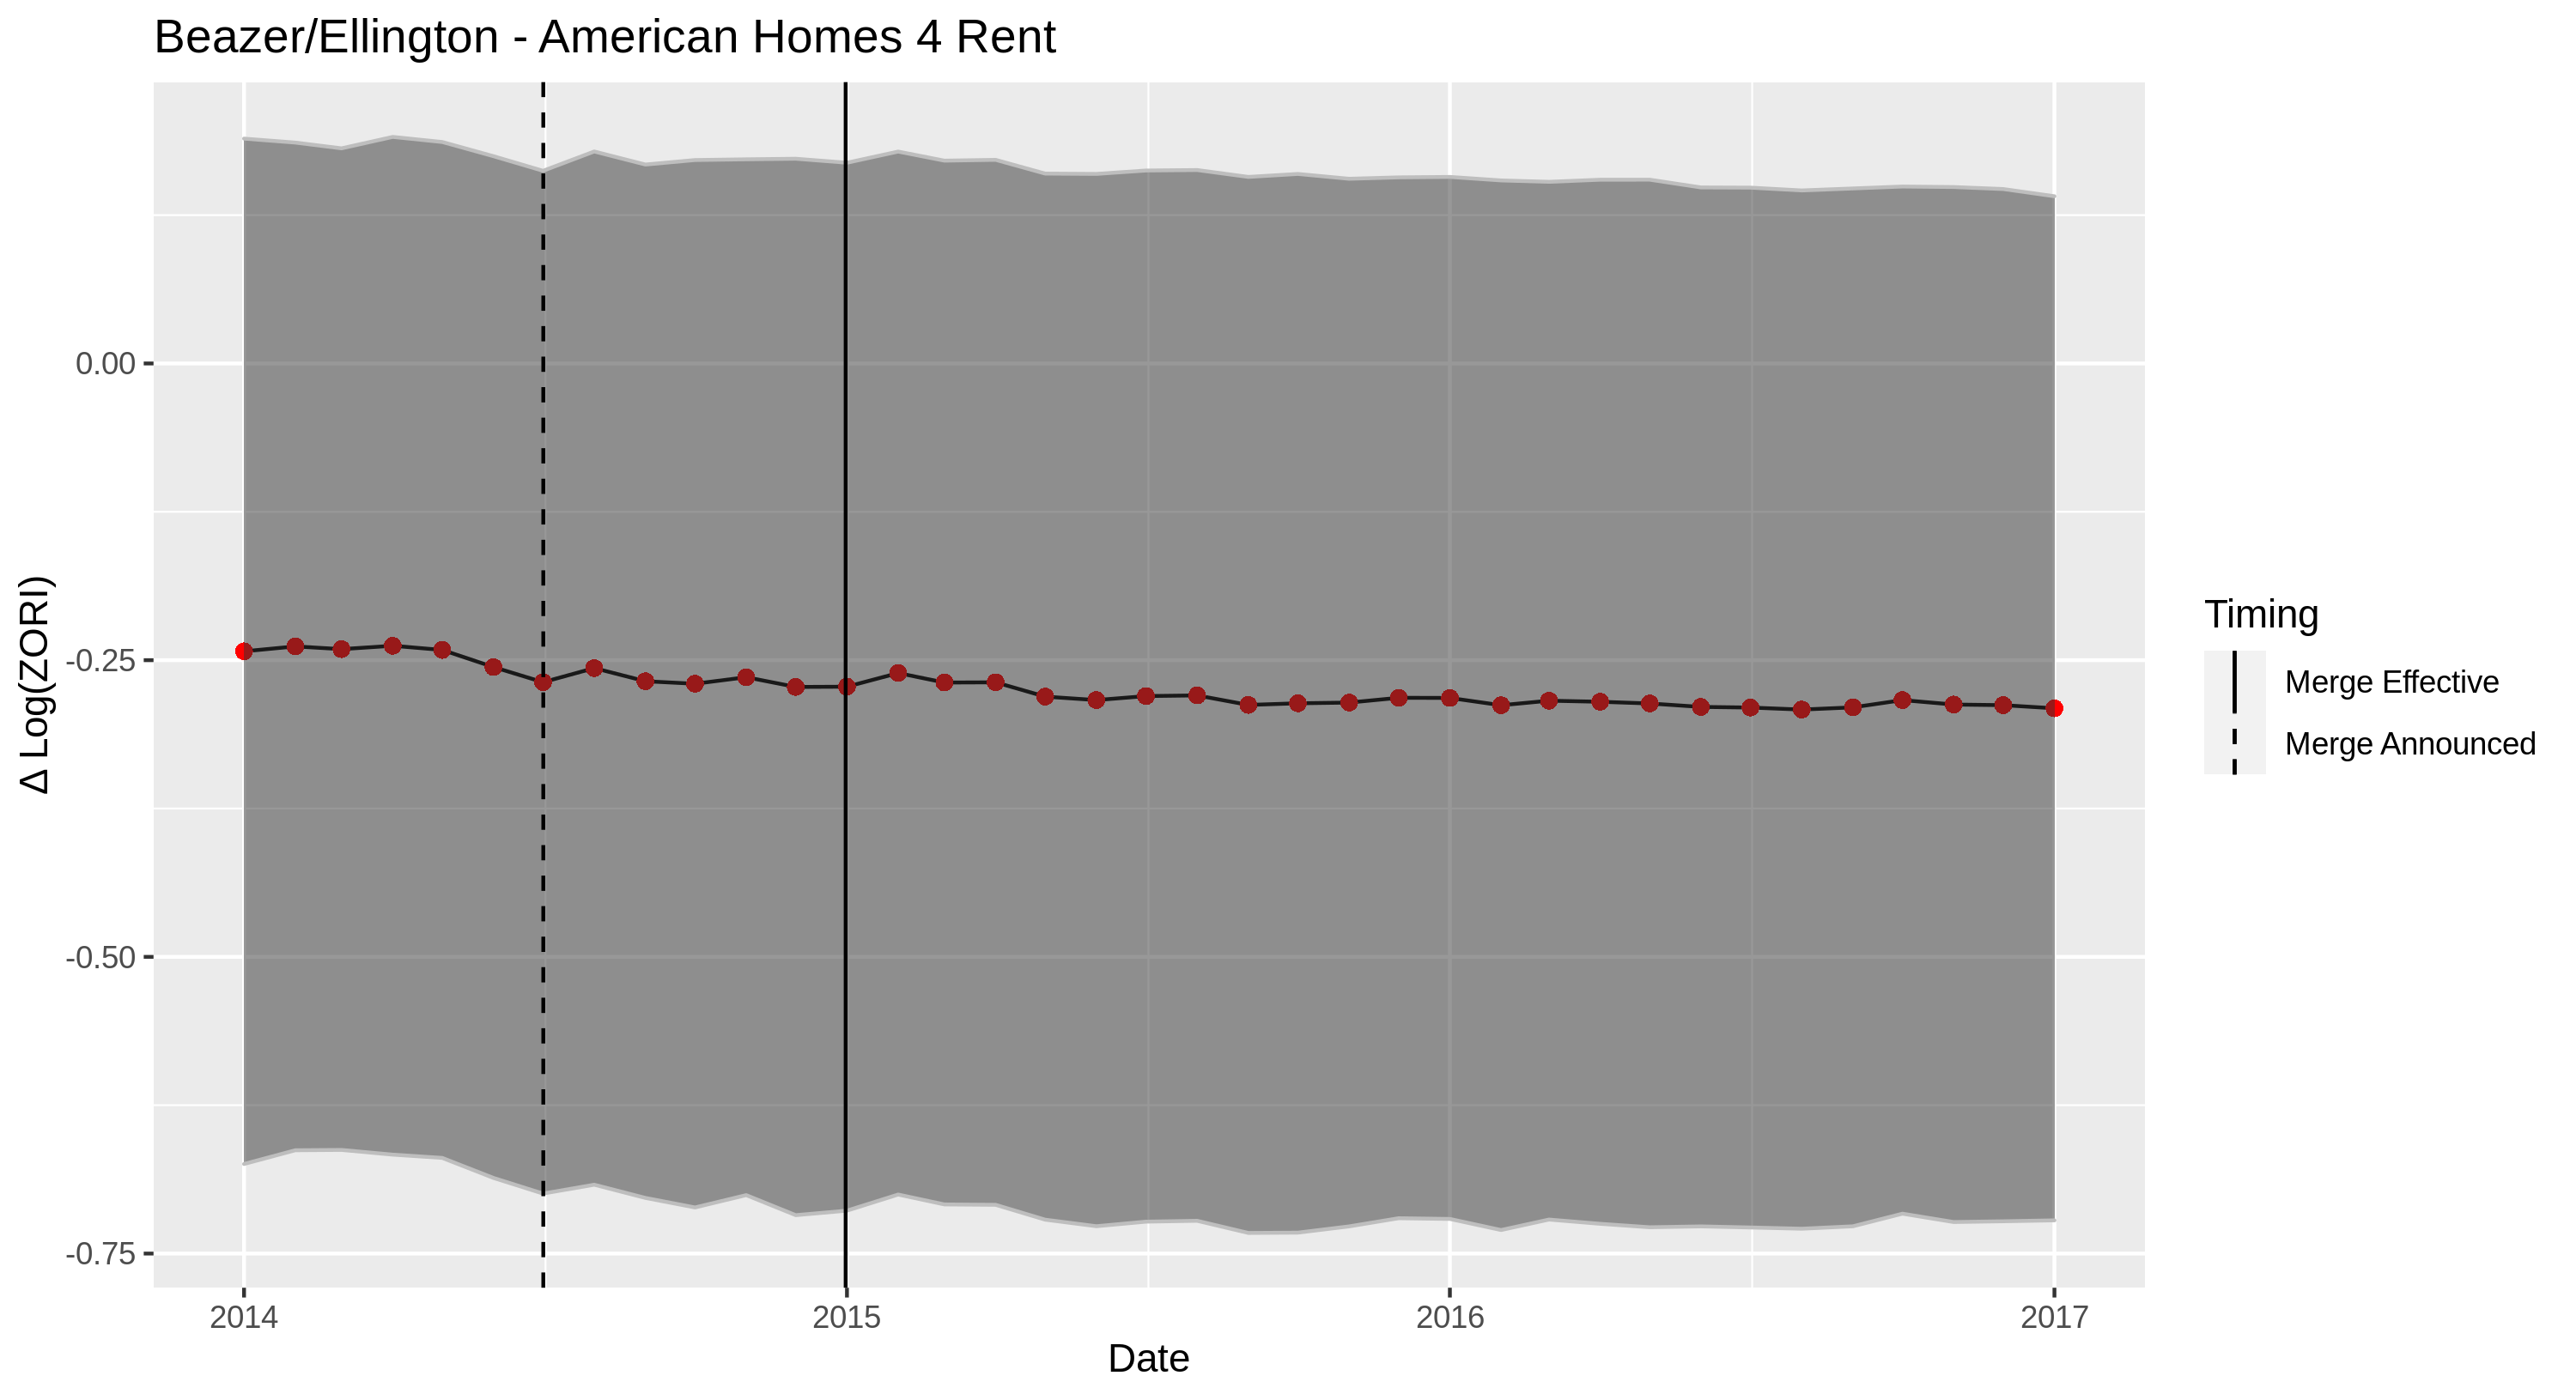 Beazer/Ellington - American Homes 4 Rent
Δ Log(ZORI)
0.00
-0.25
-0.50
-0.75
2014 2015 2016 2017
Date
Timing
Merge Effective
Merge Announced